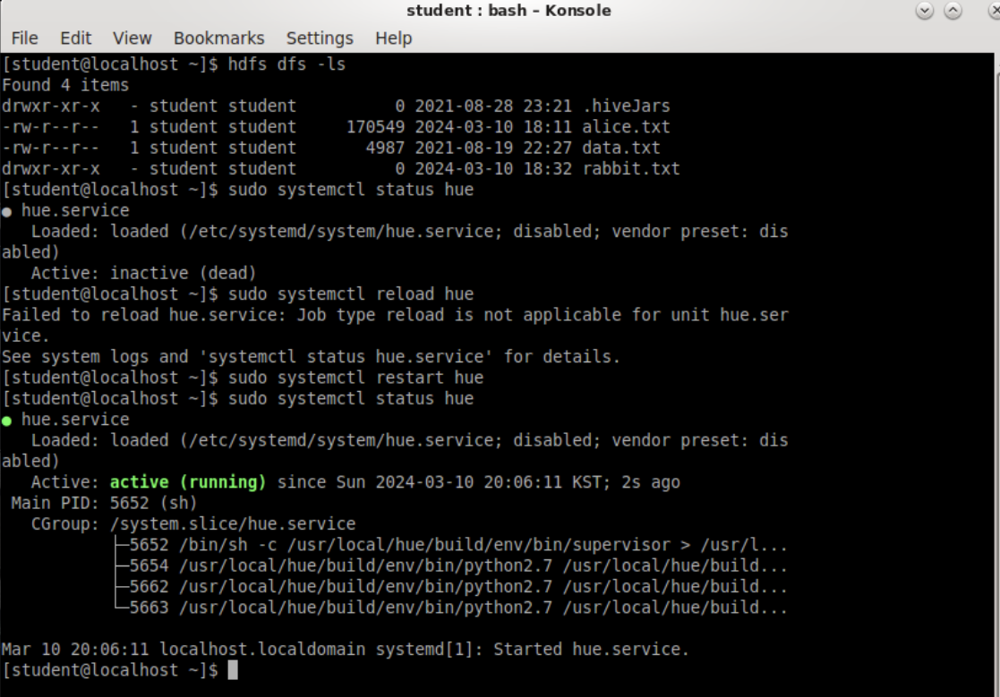 student : bash – Konsole
File Edit View Bookmarks Settings Help
[student@localhost ~]$ hdfs dfs -ls
Found 4 items
drwxr-xr-x   - student student          0 2021-08-28 23:21 .hiveJars
-rw-r--r--   1 student student     170549 2024-03-10 18:11 alice.txt
-rw-r--r--   1 student student       4987 2021-08-19 22:27 data.txt
drwxr-xr-x   - student student          0 2024-03-10 18:32 rabbit.txt
[student@localhost ~]$ sudo systemctl status hue
● hue.service
   Loaded: loaded (/etc/systemd/system/hue.service; disabled; vendor preset: dis
abled)
   Active: inactive (dead)
[student@localhost ~]$ sudo systemctl reload hue
Failed to reload hue.service: Job type reload is not applicable for unit hue.ser
vice.
See system logs and 'systemctl status hue.service' for details.
[student@localhost ~]$ sudo systemctl restart hue
[student@localhost ~]$ sudo systemctl status hue
● hue.service
   Loaded: loaded (/etc/systemd/system/hue.service; disabled; vendor preset: dis
abled)
   Active: active (running) since Sun 2024-03-10 20:06:11 KST; 2s ago
 Main PID: 5652 (sh)
   CGroup: /system.slice/hue.service
           ├─5652 /bin/sh -c /usr/local/hue/build/env/bin/supervisor > /usr/l...
           ├─5654 /usr/local/hue/build/env/bin/python2.7 /usr/local/hue/build...
           ├─5662 /usr/local/hue/build/env/bin/python2.7 /usr/local/hue/build...
           └─5663 /usr/local/hue/build/env/bin/python2.7 /usr/local/hue/build...
Mar 10 20:06:11 localhost.localdomain systemd[1]: Started hue.service.
[student@localhost ~]$